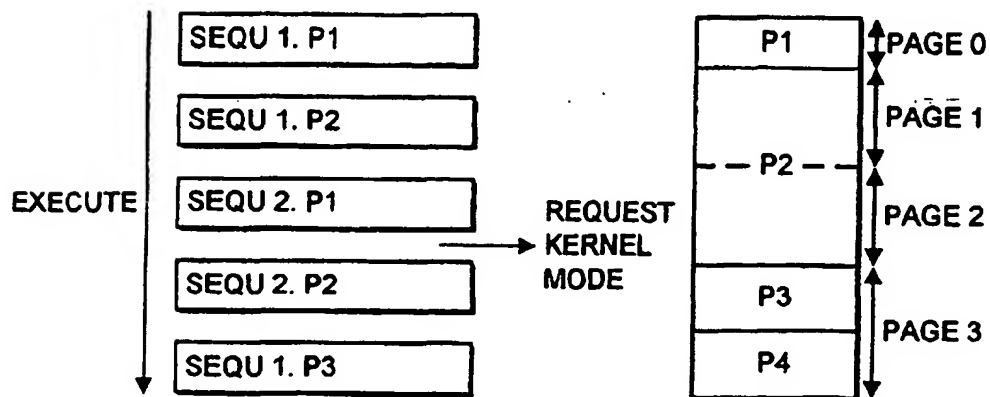 SEQU 1. P1
SEQU 1. P2
EXECUTE
SEQU 2. P1
REQUEST
KERNEL
MODE
SEQU 2. P2
SEQU 1. P3
P1
PAGE 0
PAGE 1
P2
PAGE 2
P3
PAGE 3
P4